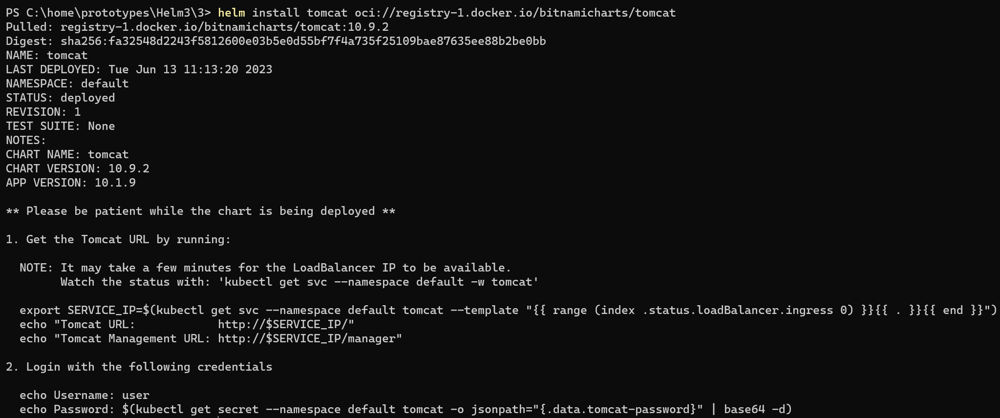 PS C:\home\prototypes\Helm3\3> helm install tomcat oci://registry-1.docker.io/bitnamicharts/tomcat
Pulled: registry-1.docker.io/bitnamicharts/tomcat:10.9.2
Digest: sha256:fa32548d2243f5812600e03b5e0d55bf7f4a735f25109bae87635ee88b2be0bb
NAME: tomcat
LAST DEPLOYED: Tue Jun 13 11:13:20 2023
NAMESPACE: default
STATUS: deployed
REVISION: 1
TEST SUITE: None
NOTES:
CHART NAME: tomcat
CHART VERSION: 10.9.2
APP VERSION: 10.1.9

** Please be patient while the chart is being deployed **

1. Get the Tomcat URL by running:

  NOTE: It may take a few minutes for the LoadBalancer IP to be available.
        Watch the status with: 'kubectl get svc --namespace default -w tomcat'

  export SERVICE_IP=$(kubectl get svc --namespace default tomcat --template "{{ range (index .status.loadBalancer.ingress 0) }}{{ . }}{{ end }}")
  echo "Tomcat URL:            http://$SERVICE_IP/"
  echo "Tomcat Management URL: http://$SERVICE_IP/manager"

2. Login with the following credentials

  echo Username: user
  echo Password: $(kubectl get secret --namespace default tomcat -o jsonpath="{.data.tomcat-password}" | base64 -d)